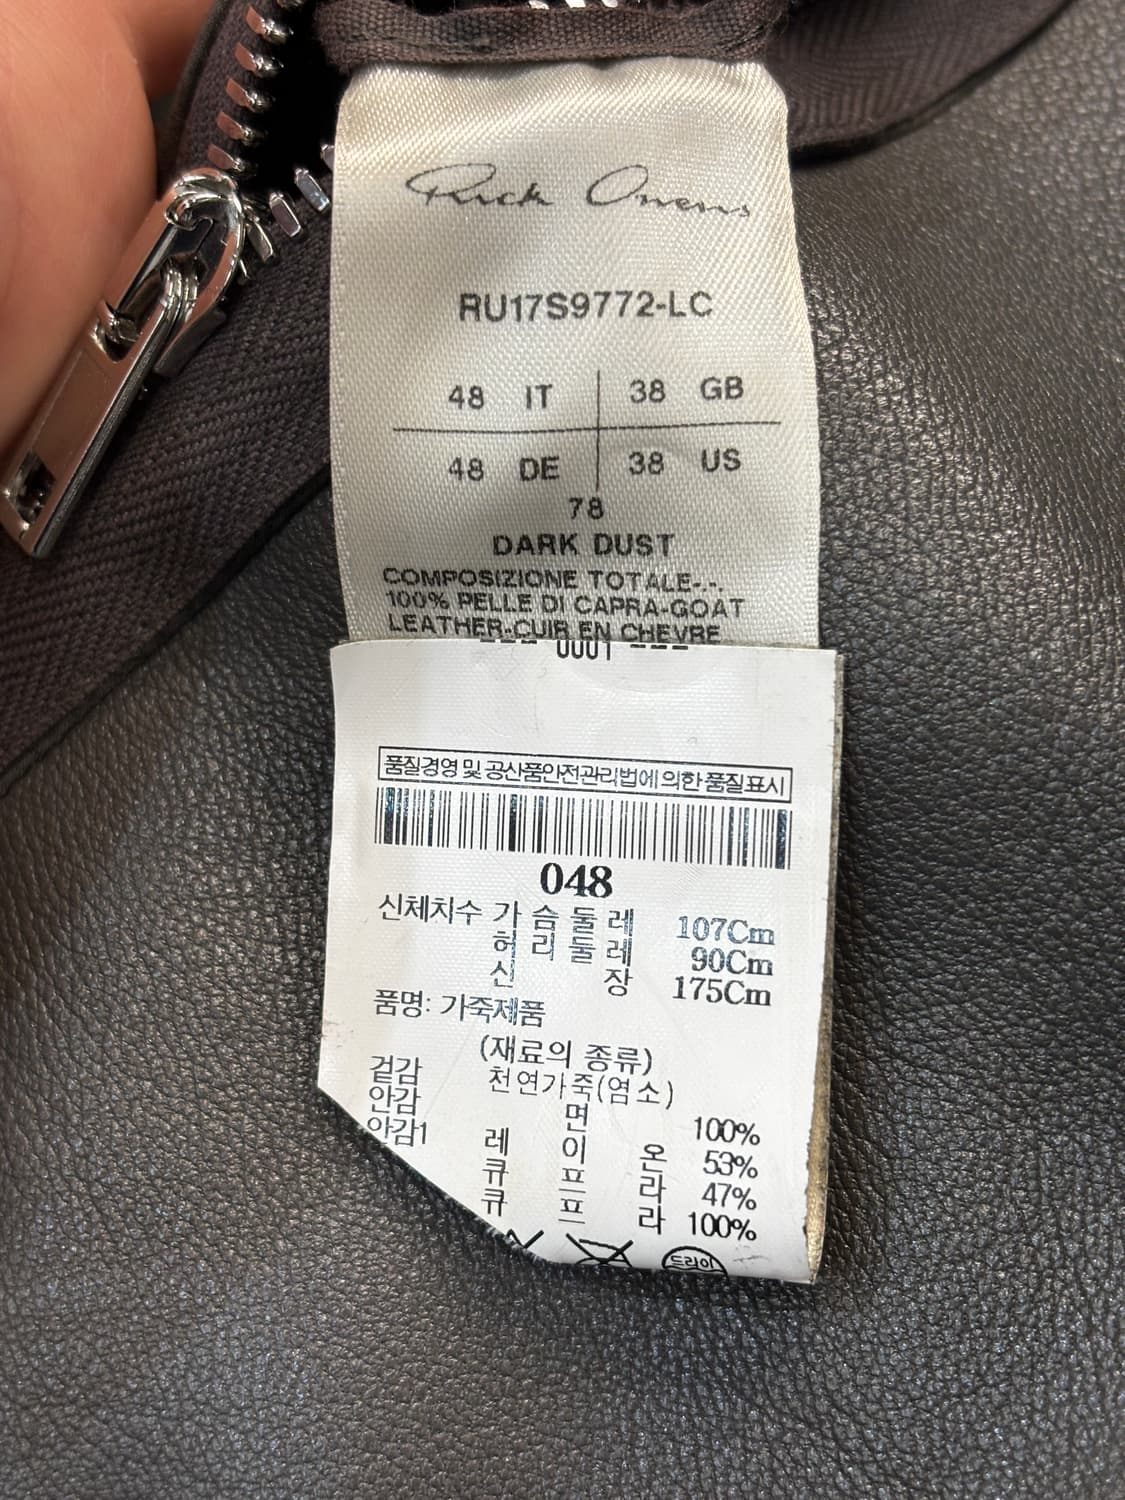 Rick Owens
RU17S9772-LC
48 IT 38 GB
48 DE 38 US
78
DARK DUST
COMPOSIZIONE TOTALE-.-.
100% PELLE DI CAPRA-GOAT
LEATHER-CUIR EN CHEVRE
--- 0001 ---
품질경영 및 공산품안전관리법에 의한 품질표시
048
신체치수 가슴둘레 107Cm
허리둘레 90Cm
신장 175Cm
품명: 가죽제품
(재료의 종류)
겉감 천연가죽(염소)
안감 면 100%
안감1 레이온 53%
큐프라 47%
큐프라 100%
드라이